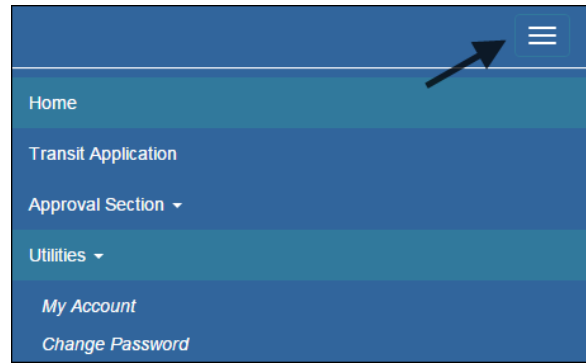 Home
Transit Application
Approval Section
Utilities
My Account
Change Password